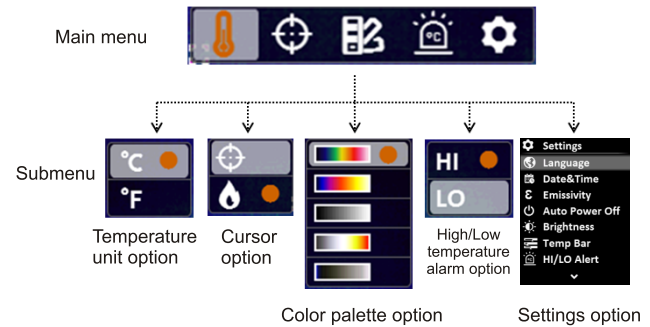 Main menu
°C
Submenu
°C
°F
HI
LO
Settings
Language
Date&Time
Emissivity
Auto Power Off
Brightness
Temp Bar
HI/LO Alert
Temperature
unit option
Cursor
option
High/Low
temperature
alarm option
Color palette option
Settings option